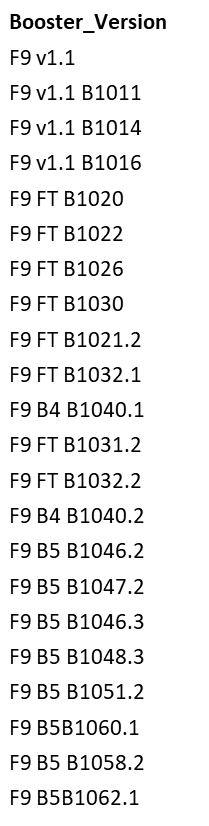 Booster_Version
F9 v1.1
F9 v1.1 B1011
F9 v1.1 B1014
F9 v1.1 B1016
F9 FT B1020
F9 FT B1022
F9 FT B1026
F9 FT B1030
F9 FT B1021.2
F9 FT B1032.1
F9 B4 B1040.1
F9 FT B1031.2
F9 FT B1032.2
F9 B4 B1040.2
F9 B5 B1046.2
F9 B5 B1047.2
F9 B5 B1046.3
F9 B5 B1048.3
F9 B5 B1051.2
F9 B5B1060.1
F9 B5 B1058.2
F9 B5B1062.1